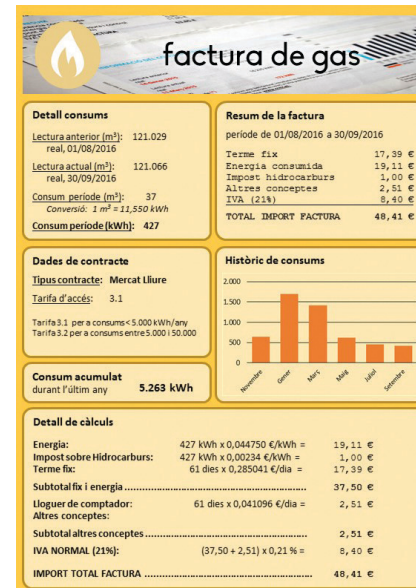 factura de gas
Detall consums
Lectura anterior (m³): 121.029
real, 01/08/2016
Lectura actual (m³): 121.066
real, 30/09/2016
Consum període (m³): 37
Conversió: 1 m³ = 11,550 kWh
Consum període (kWh): 427
Resum de la factura
període de 01/08/2016 a 30/09/2016
Terme fix 17,39 €
Energia consumida 19,11 €
Impost hidrocarburs 1,00 €
Altres conceptes 2,51 €
IVA (21%) 8,40 €
TOTAL IMPORT FACTURA 48,41 €
Dades de contracte
Tipus contracte: Mercat Lliure
Tarifa d'accés: 3.1
Tarifa 3.1 per a consums < 5.000 kWh/any
Tarifa 3.2 per a consums entre 5.000 i 50.000
Històric de consums
2.000
1.500
1.000
500
0
Novembre Gener Març Maig Juliol Setembre
Consum acumulat
durant l'últim any 5.263 kWh
Detall de càlculs
Energia: 427 kWh x 0,044750 €/kWh = 19,11 €
Impost sobre Hidrocarburs: 427 kWh x 0,00234 €/kWh = 1,00 €
Terme fix: 61 dies x 0,285041 €/dia = 17,39 €
Subtotal fix i energia 37,50 €
Lloguer de comptador: 61 dies x 0,041096 €/dia = 2,51 €
Altres conceptes:
Subtotal altres conceptes 2,51 €
IVA NORMAL (21%): (37,50 + 2,51) x 0,21 % = 8,40 €
IMPORT TOTAL FACTURA 48,41 €